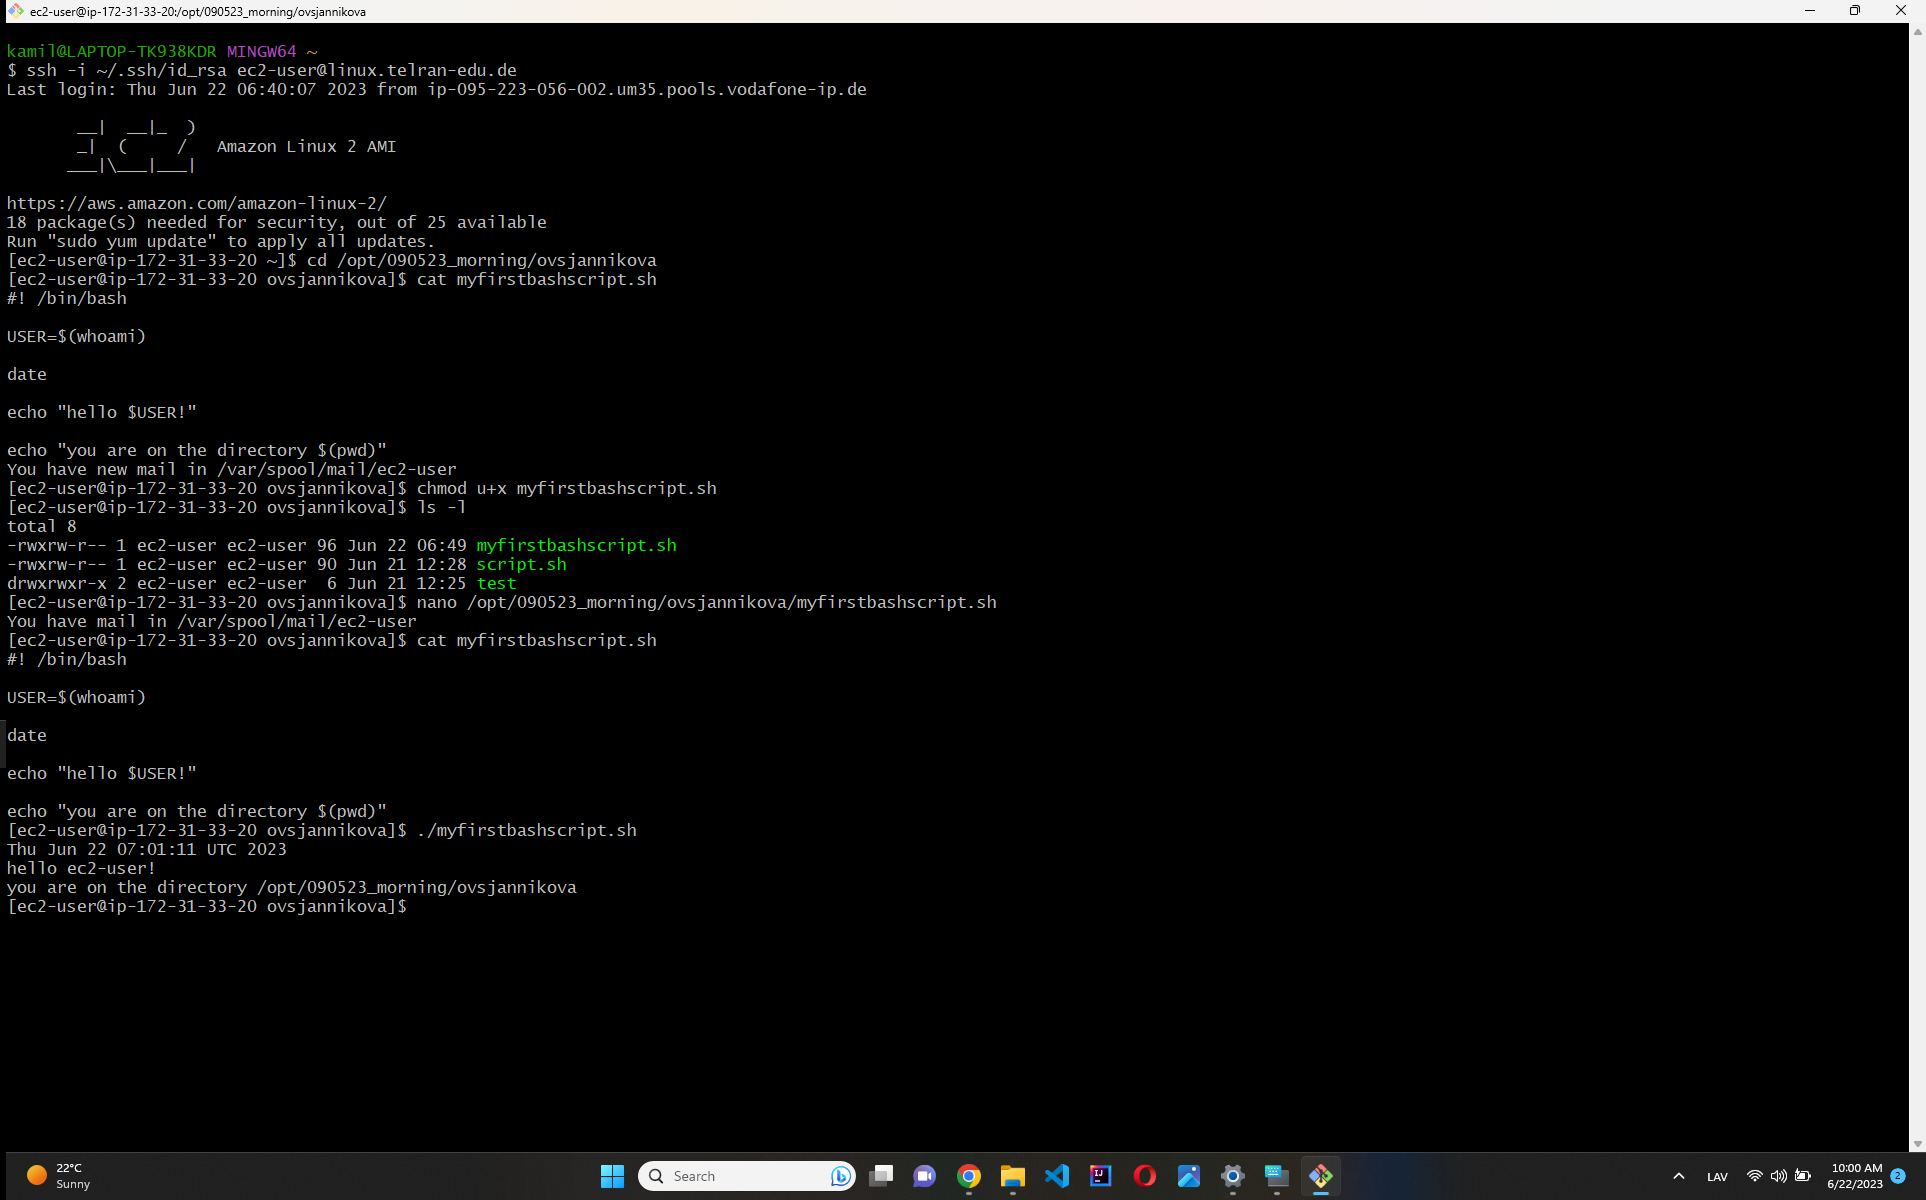 ec2-user@ip-172-31-33-20:/opt/090523_morning/ovsjannikova
kamil@LAPTOP-TK938KDR MINGW64 ~
$ ssh -i ~/.ssh/id_rsa ec2-user@linux.telran-edu.de
Last login: Thu Jun 22 06:40:07 2023 from ip-095-223-056-002.um35.pools.vodafone-ip.de
       __|  __|_  )
       _|  (     /   Amazon Linux 2 AMI
      ___|\___|___|
https://aws.amazon.com/amazon-linux-2/
18 package(s) needed for security, out of 25 available
Run "sudo yum update" to apply all updates.
[ec2-user@ip-172-31-33-20 ~]$ cd /opt/090523_morning/ovsjannikova
[ec2-user@ip-172-31-33-20 ovsjannikova]$ cat myfirstbashscript.sh
#! /bin/bash
USER=$(whoami)
date
echo "hello $USER!"
echo "you are on the directory $(pwd)"
You have new mail in /var/spool/mail/ec2-user
[ec2-user@ip-172-31-33-20 ovsjannikova]$ chmod u+x myfirstbashscript.sh
[ec2-user@ip-172-31-33-20 ovsjannikova]$ ls -l
total 8
-rwxrw-r-- 1 ec2-user ec2-user 96 Jun 22 06:49 myfirstbashscript.sh
-rwxrw-r-- 1 ec2-user ec2-user 90 Jun 21 12:28 script.sh
drwxrwxr-x 2 ec2-user ec2-user  6 Jun 21 12:25 test
[ec2-user@ip-172-31-33-20 ovsjannikova]$ nano /opt/090523_morning/ovsjannikova/myfirstbashscript.sh
You have mail in /var/spool/mail/ec2-user
[ec2-user@ip-172-31-33-20 ovsjannikova]$ cat myfirstbashscript.sh
#! /bin/bash
USER=$(whoami)
date
echo "hello $USER!"
echo "you are on the directory $(pwd)"
[ec2-user@ip-172-31-33-20 ovsjannikova]$ ./myfirstbashscript.sh
Thu Jun 22 07:01:11 UTC 2023
hello ec2-user!
you are on the directory /opt/090523_morning/ovsjannikova
[ec2-user@ip-172-31-33-20 ovsjannikova]$
22°C
Sunny
Search
LAV
10:00 AM
6/22/2023
2